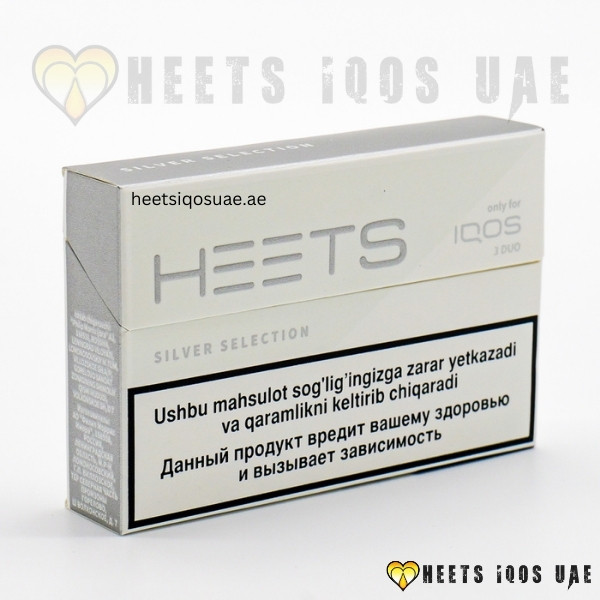 HEETS iQOS UAE
SILVER SELECTION
heetsiqosuae.ae
only for
IQOS
3 DUO
HEETS
SILVER SELECTION
Ushbu mahsulot sog'lig'ingizga zarar yetkazadi
va qaramlikni keltirib chiqaradi
Данный продукт вредит вашему здоровью
и вызывает зависимость
HEETS iQOS UAE